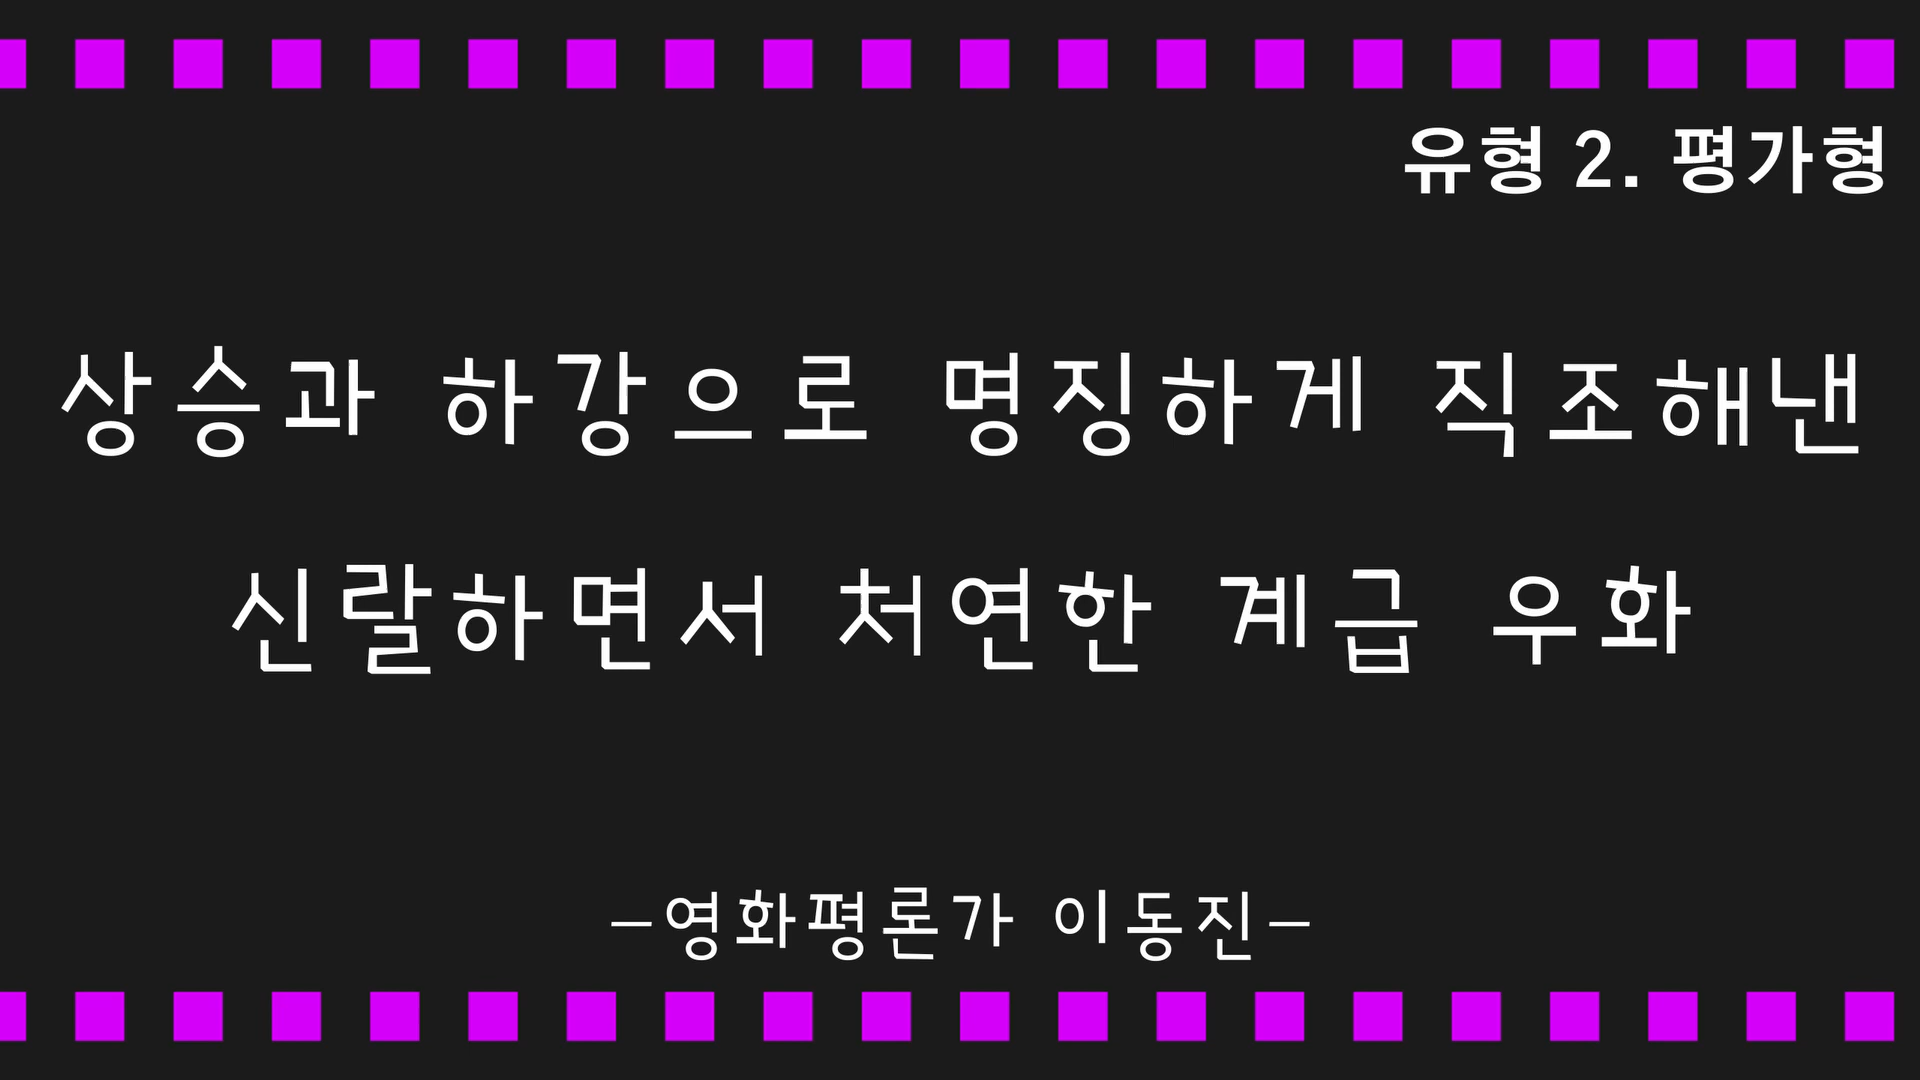 유형 2. 평가형
상승과 하강으로 명징하게 직조해낸
신랄하면서 처연한 계급 우화
–영화평론가 이동진–